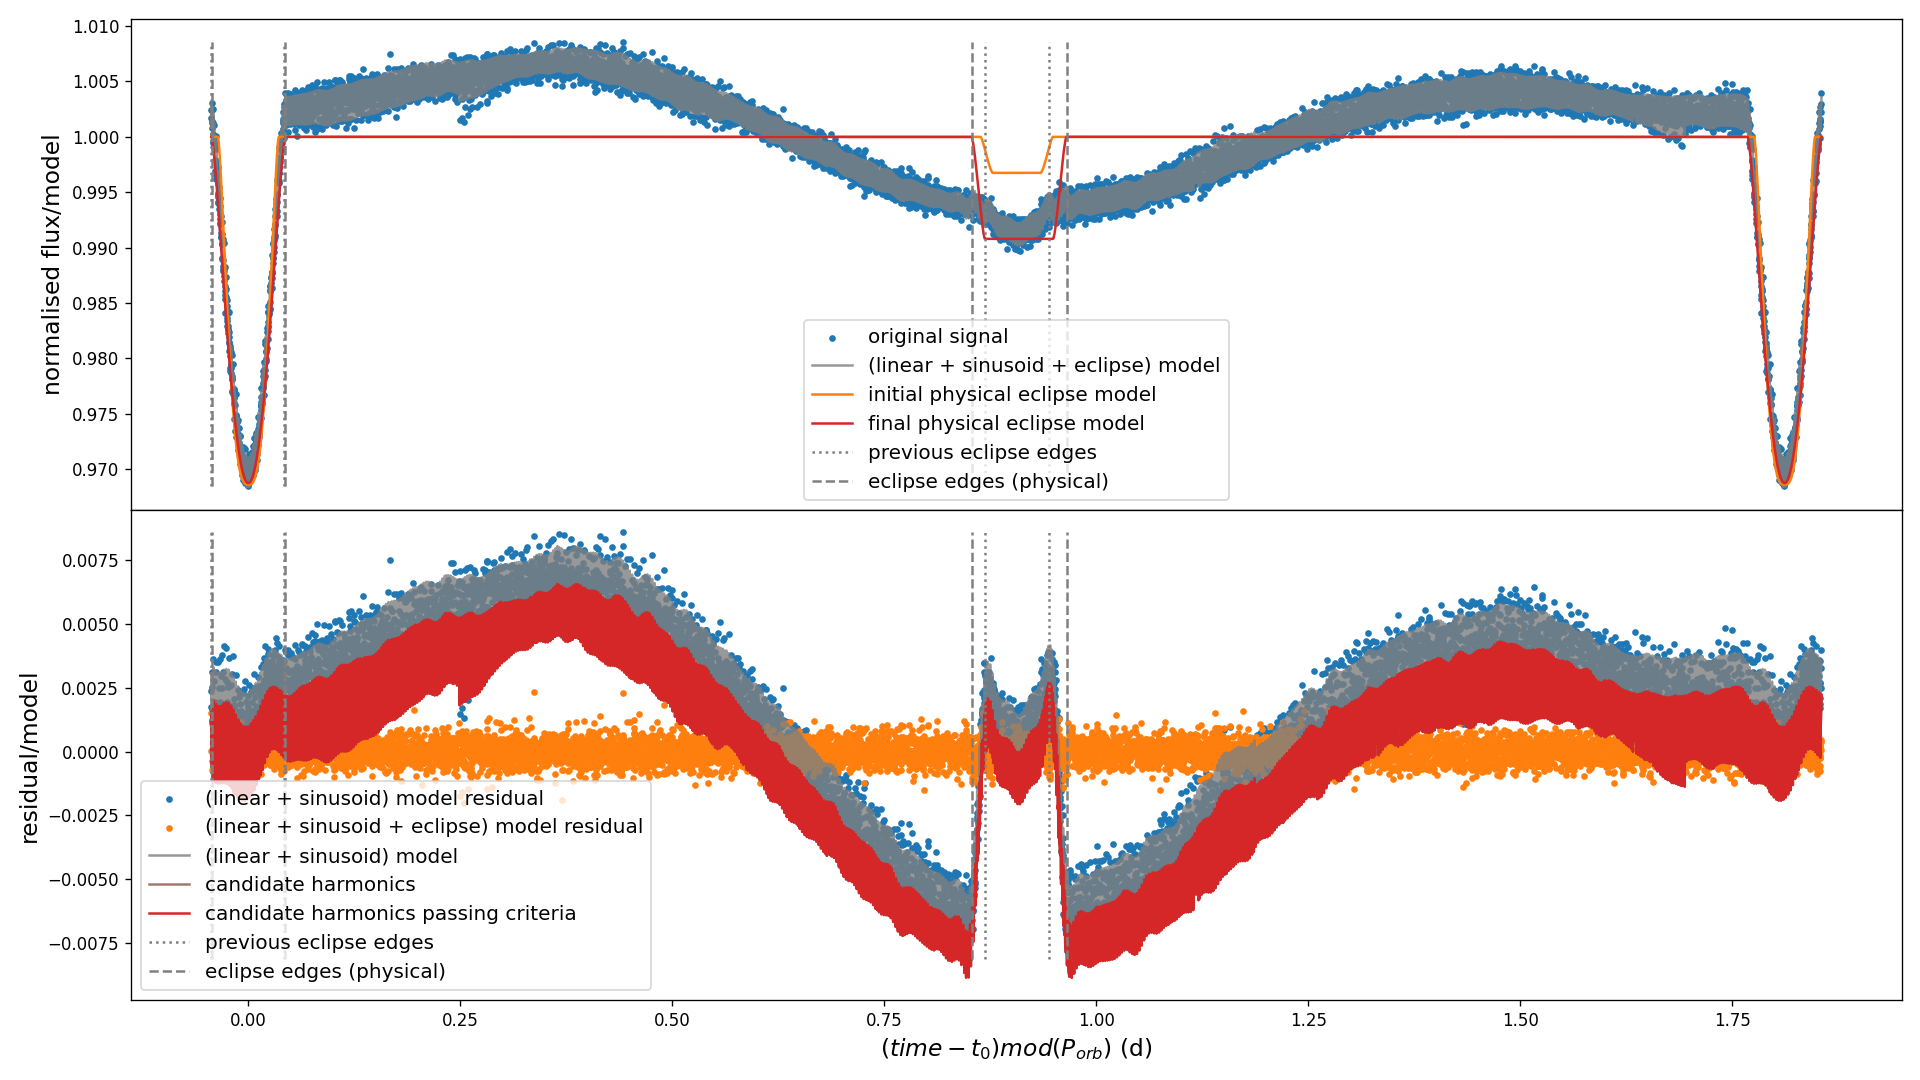 normalised flux/model
1.010
1.005
1.000
0.995
0.990
0.985
0.980
0.975
0.970
original signal
(linear + sinusoid + eclipse) model
initial physical eclipse model
final physical eclipse model
previous eclipse edges
eclipse edges (physical)
residual/model
0.0075
0.0050
0.0025
0.0000
−0.0025
−0.0050
−0.0075
(linear + sinusoid) model residual
(linear + sinusoid + eclipse) model residual
(linear + sinusoid) model
candidate harmonics
candidate harmonics passing criteria
previous eclipse edges
eclipse edges (physical)
0.00 0.25 0.50 0.75 1.00 1.25 1.50 1.75
(time − t0)mod(Porb) (d)